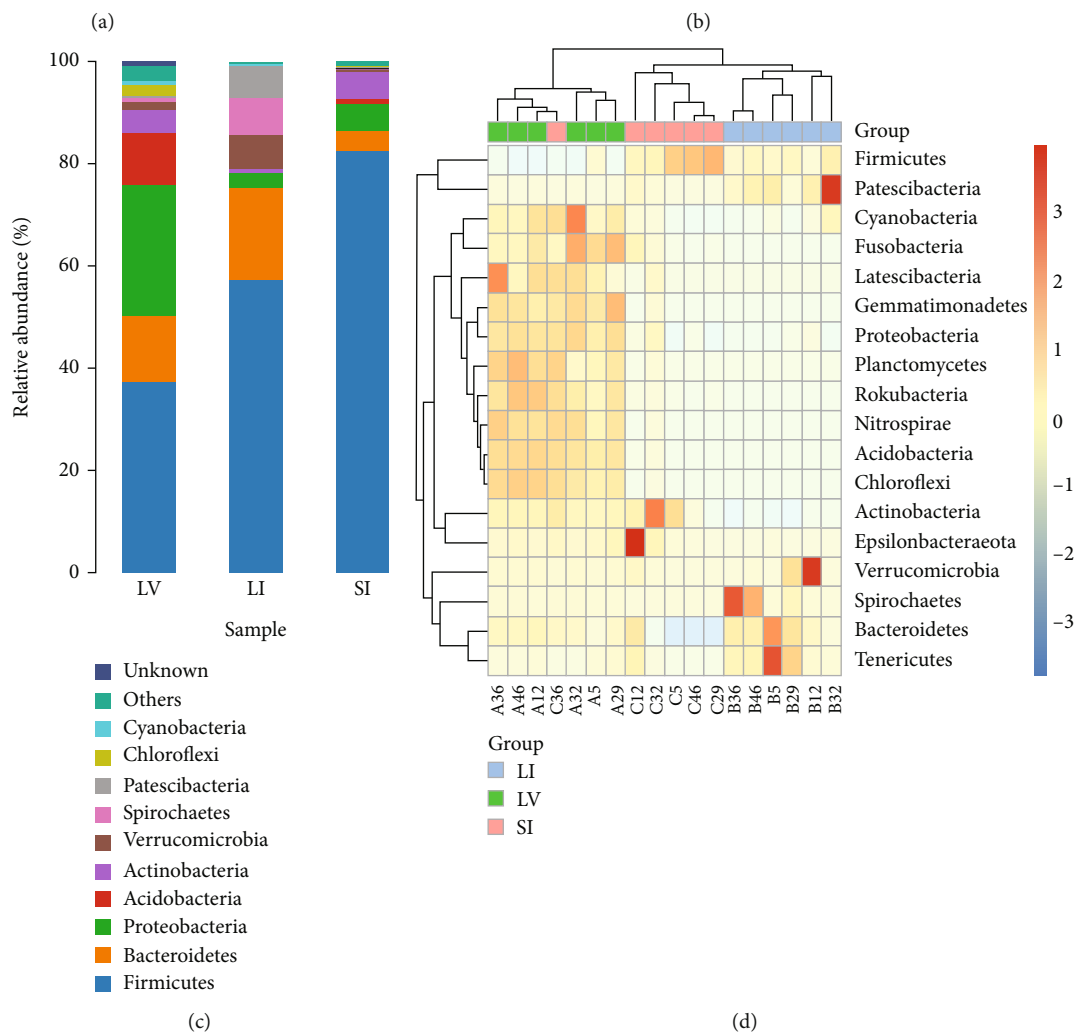 (a)
(b)
100
80
60
40
20
0
Relative abundance (%)
LV
LI
SI
Sample
Unknown
Others
Cyanobacteria
Chloroflexi
Patescibacteria
Spirochaetes
Verrucomicrobia
Actinobacteria
Acidobacteria
Proteobacteria
Bacteroidetes
Firmicutes
(c)
Group
Firmicutes
Patescibacteria
Cyanobacteria
Fusobacteria
Latescibacteria
Gemmatimonadetes
Proteobacteria
Planctomycetes
Rokubacteria
Nitrospirae
Acidobacteria
Chloroflexi
Actinobacteria
Epsilonbacteraeota
Verrucomicrobia
Spirochaetes
Bacteroidetes
Tenericutes
A36
A46
A12
C36
A32
A5
A29
C12
C32
C5
C46
C29
B36
B46
B5
B29
B12
B32
3
2
1
0
–1
–2
–3
Group
LI
LV
SI
(d)